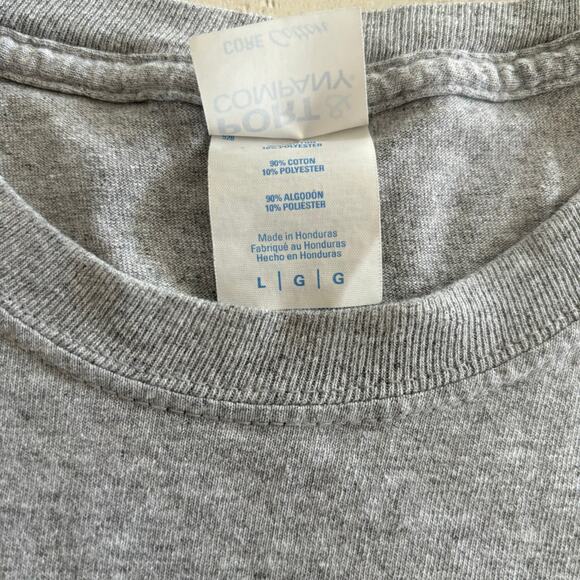 CORE Cotton
COMPANY
PORT &
10% POLYESTER
90% COTON
10% POLYESTER
90% ALGODÓN
10% POLIÉSTER
Made in Honduras
Fabriqué au Honduras
Hecho en Honduras
L | G | G